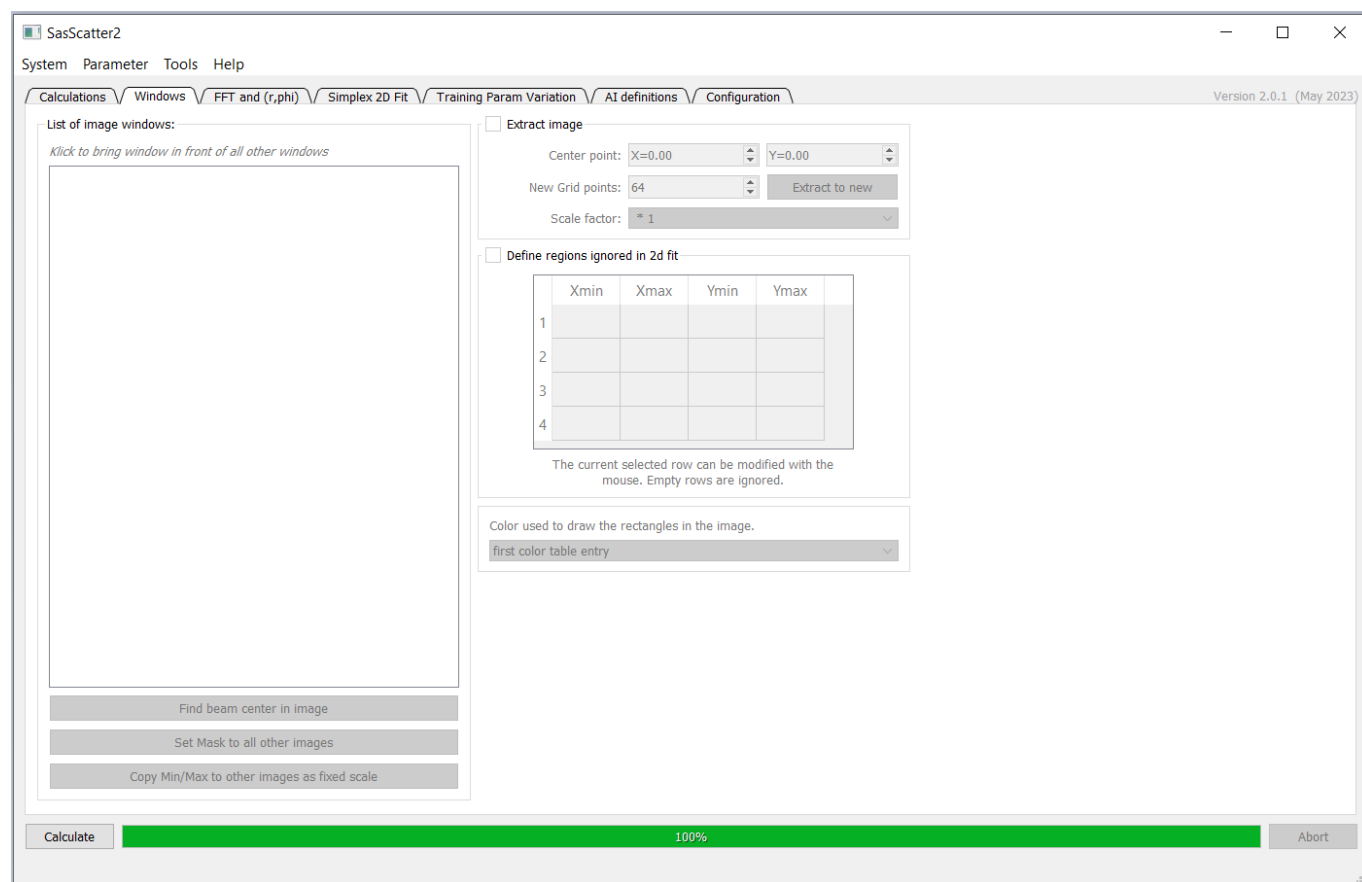 SasScatter2
System Parameter Tools Help
Calculations Windows FFT and (r,phi) Simplex 2D Fit Training Param Variation AI definitions Configuration Version 2.0.1 (May 2023)
List of image windows:
Klick to bring window in front of all other windows
Find beam center in image
Set Mask to all other images
Copy Min/Max to other images as fixed scale
Extract image
Center point: X=0.00 Y=0.00
New Grid points: 64 Extract to new
Scale factor: * 1
Define regions ignored in 2d fit
Xmin Xmax Ymin Ymax
1
2
3
4
The current selected row can be modified with the
mouse. Empty rows are ignored.
Color used to draw the rectangles in the image.
first color table entry
Calculate 100% Abort